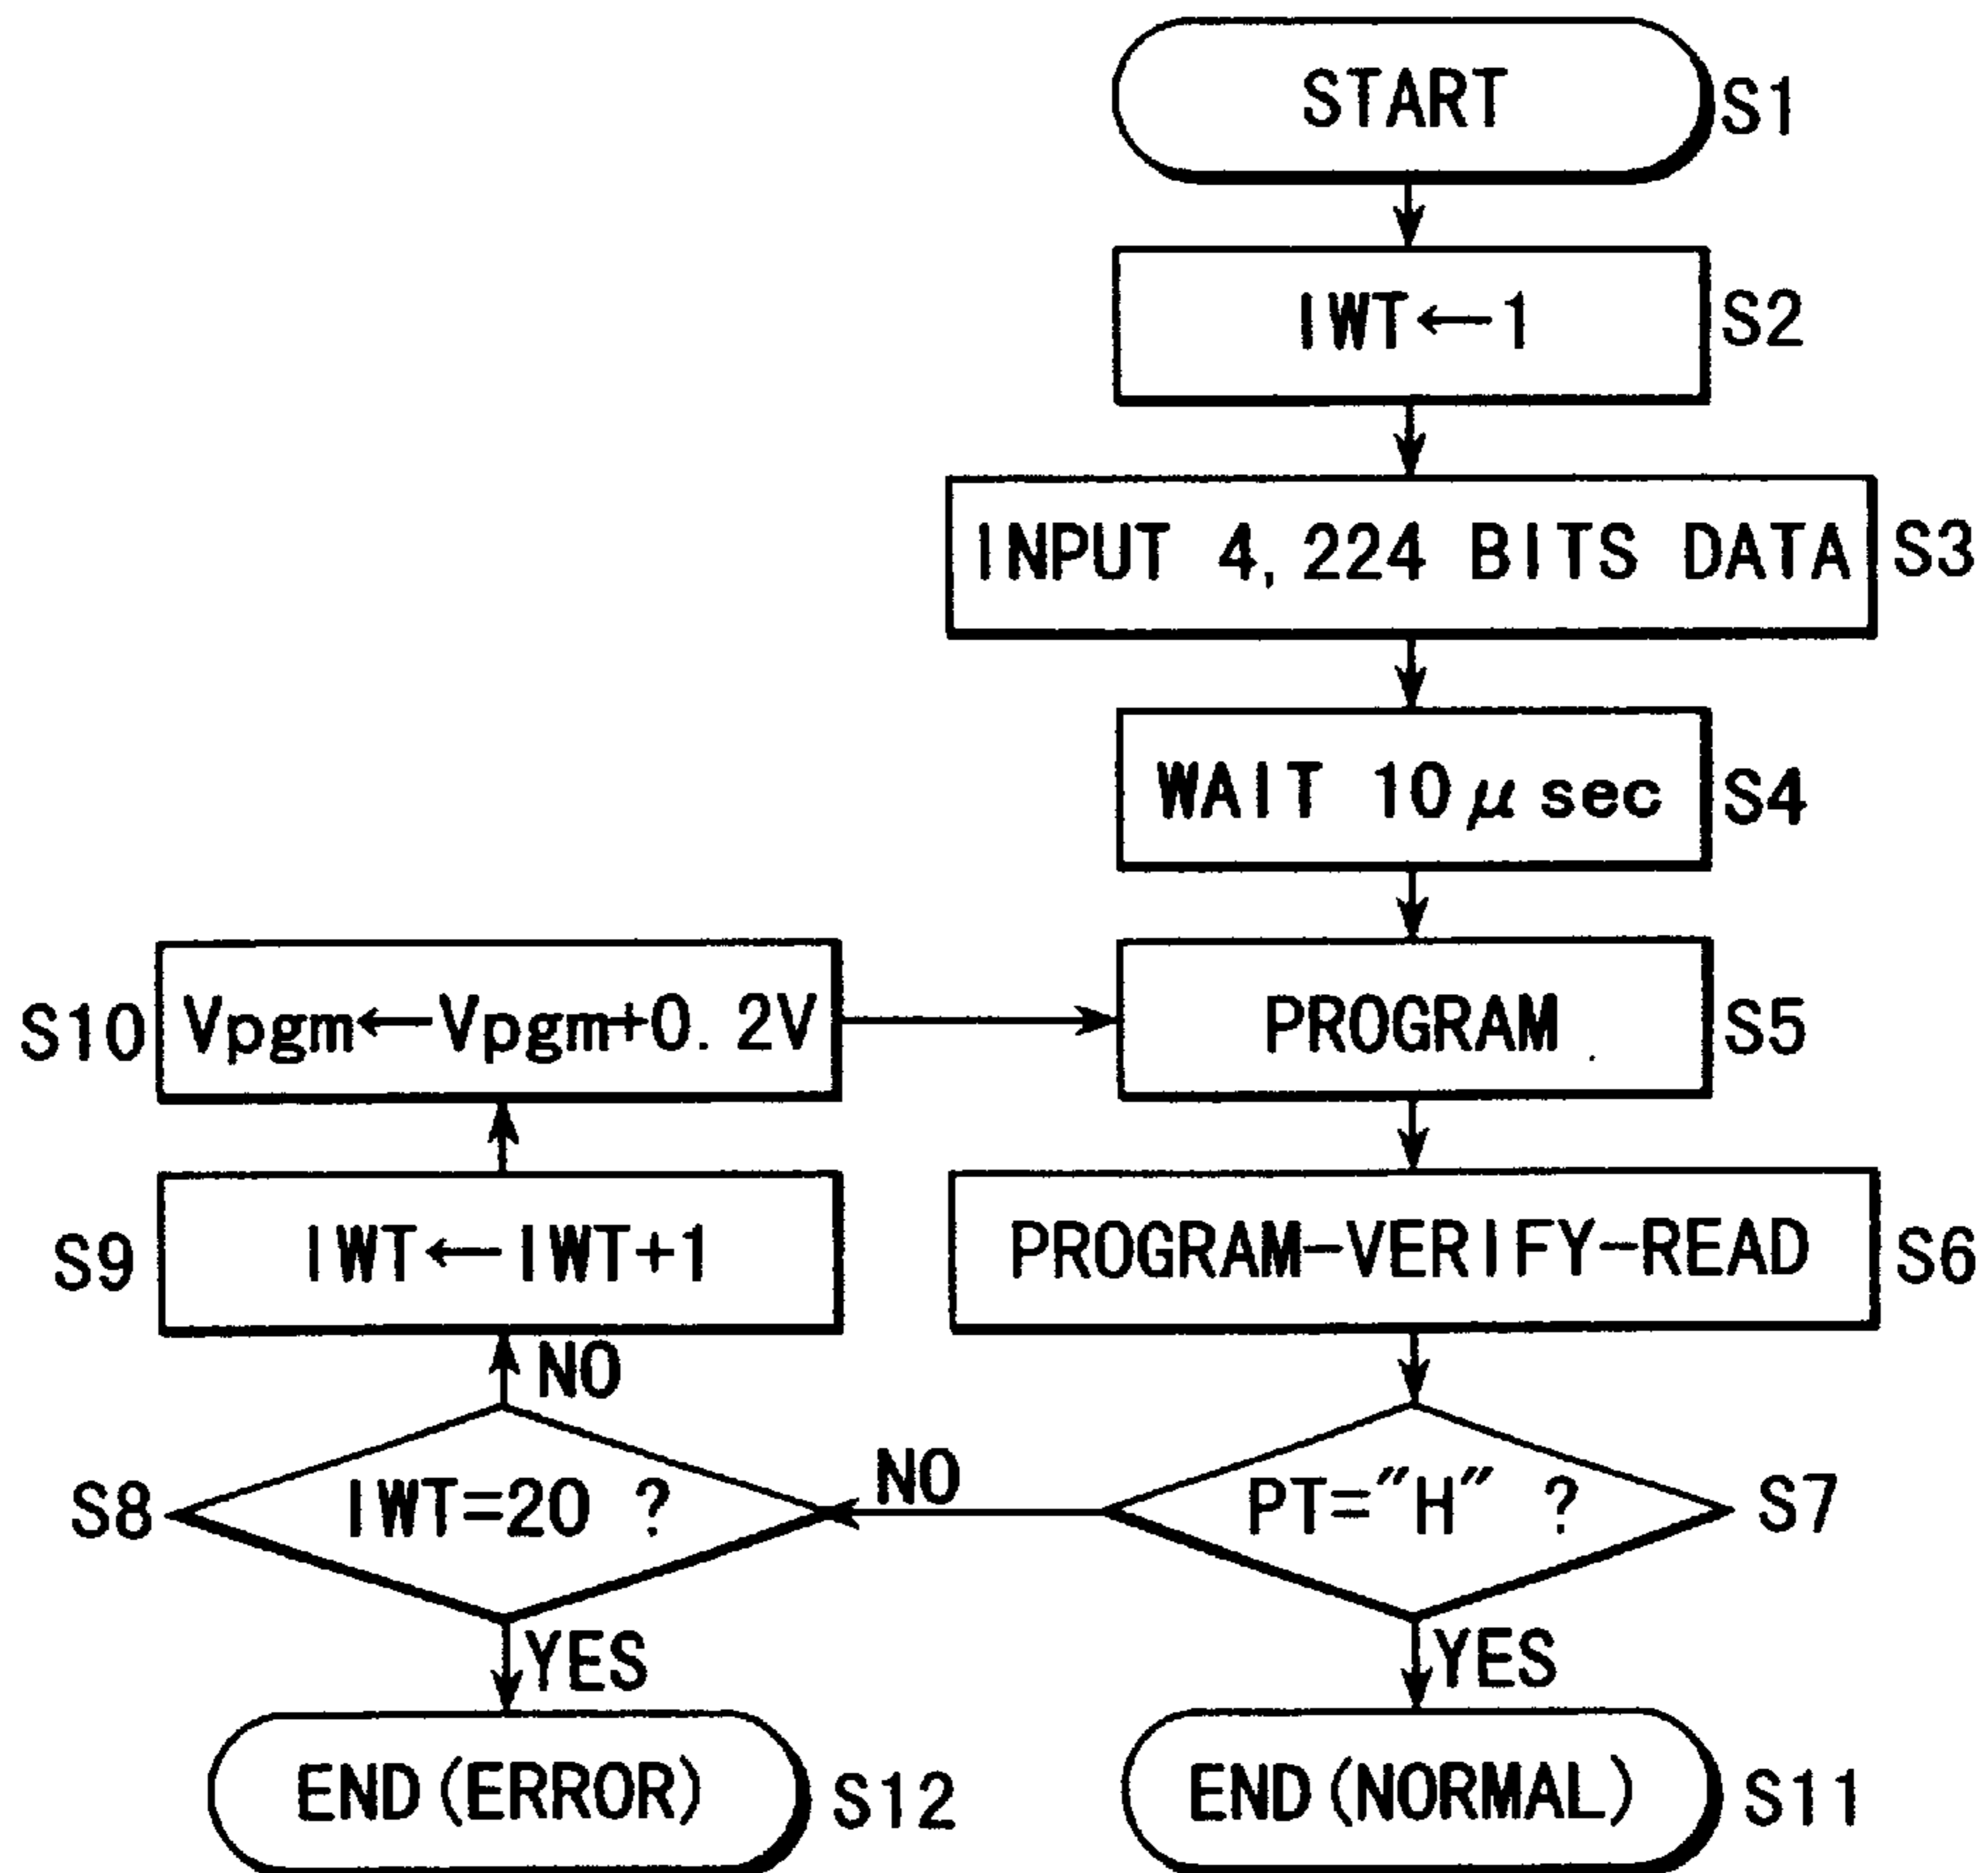 START
S1
IWT←1
S2
INPUT 4,224 BITS DATA
S3
WAIT 10μsec
S4
PROGRAM
S5
PROGRAM-VERIFY-READ
S6
PT="H" ?
S7
NO
YES
IWT=20 ?
S8
NO
YES
IWT←IWT+1
S9
Vpgm←Vpgm+0.2V
S10
END(NORMAL)
S11
END(ERROR)
S12